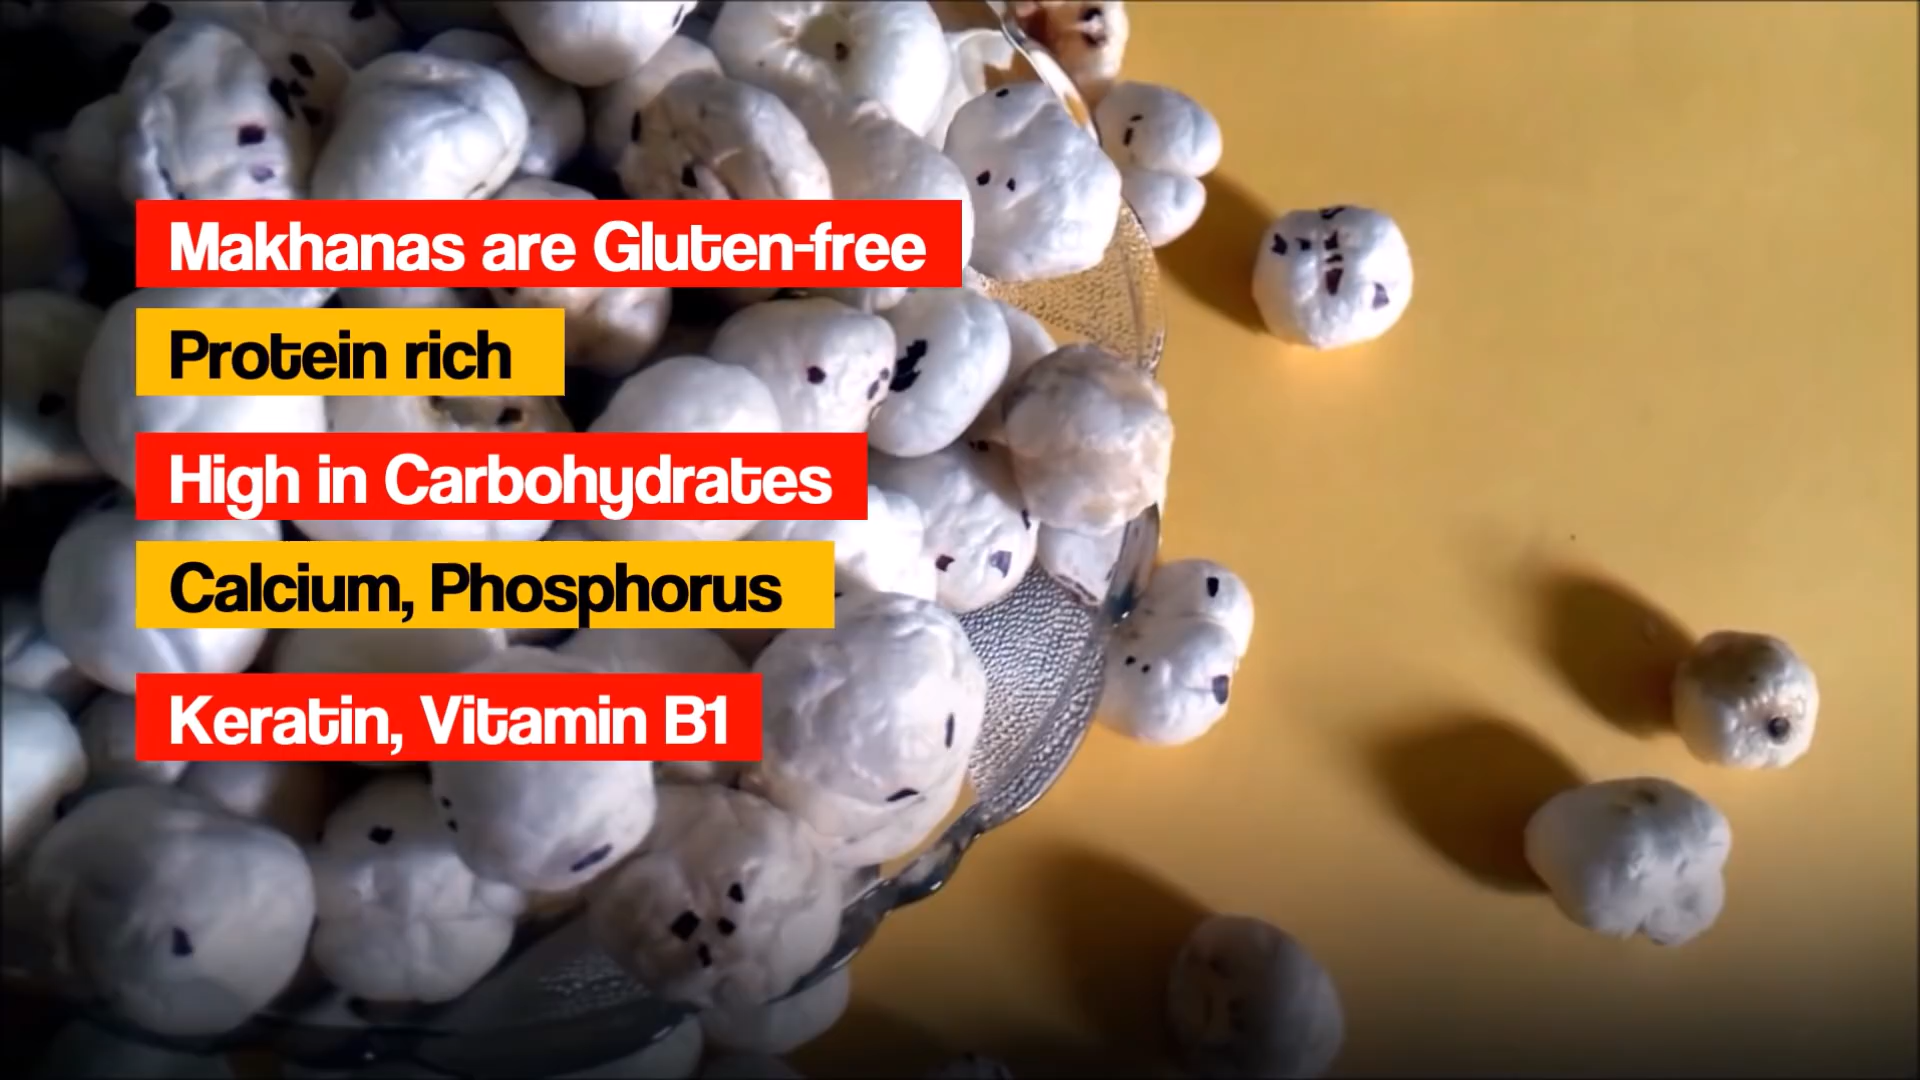 Makhanas are Gluten-free
Protein rich
High in Carbohydrates
Calcium, Phosphorus
Keratin, Vitamin B1